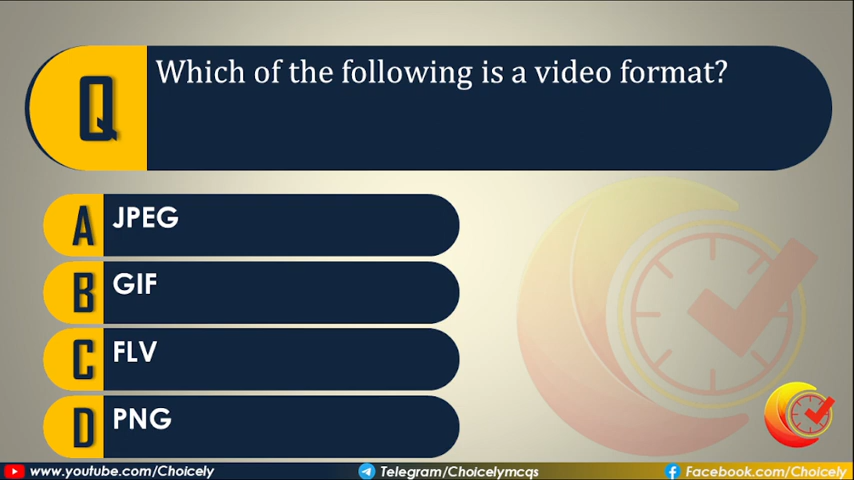 Q
Which of the following is a video format?
A
JPEG
B
GIF
C
FLV
D
PNG
www.youtube.com/Choicely
Telegram/Choicelymcqs
Facebook.com/Choicely